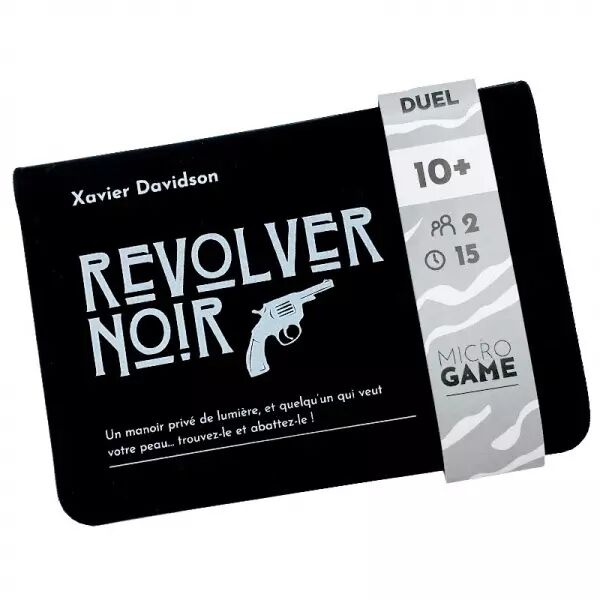 Xavier Davidson
REVOLVER
NOIR
Un manoir privé de lumière, et quelqu'un qui veut
votre peau... trouvez-le et abattez-le !
DUEL
10+
2
15
MICRO
GAME